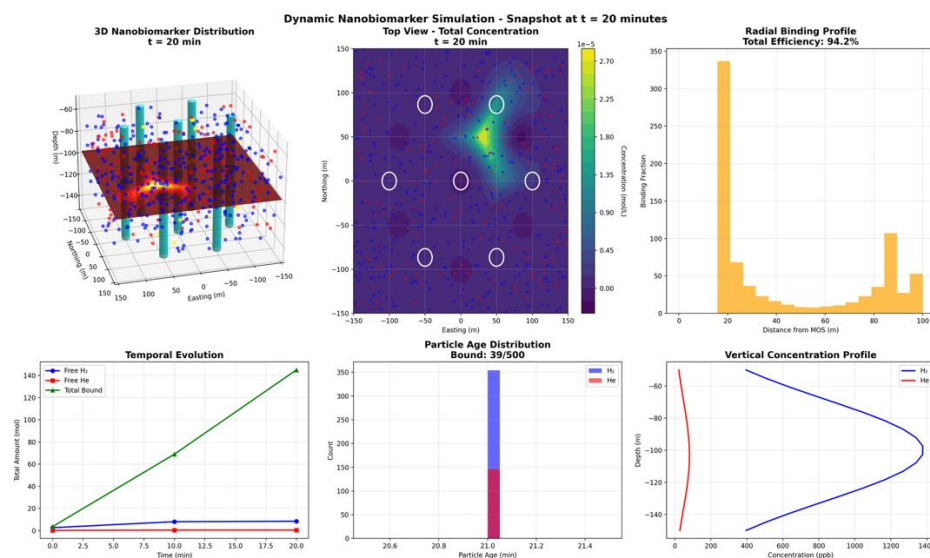 Dynamic Nanobiomarker Simulation - Snapshot at t = 20 minutes
3D Nanobiomarker Distribution
t = 20 min
−60
−80
−100
−120
−140
Depth (m)
−150
−100
−50
0
50
100
150
Northing (m)
150
100
50
0
−50
−100
−150
Easting (m)
Top View - Total Concentration
t = 20 min
150
100
50
0
−50
−100
−150
Northing (m)
−150
−100
−50
0
50
100
150
Easting (m)
1e−5
2.70
2.25
1.80
1.35
0.90
0.45
0.00
Concentration (mol/L)
Radial Binding Profile
Total Efficiency: 94.2%
350
300
250
200
150
100
50
0
Binding Fraction
0
20
40
60
80
100
Distance from MOS (m)
Temporal Evolution
Free H₂
Free He
Total Bound
140
120
100
80
60
40
20
0
Total Amount (mol)
0.0
2.5
5.0
7.5
10.0
12.5
15.0
17.5
20.0
Time (min)
Particle Age Distribution
Bound: 39/500
H₂
He
350
300
250
200
150
100
50
0
Count
20.6
20.8
21.0
21.2
21.4
Particle Age (min)
Vertical Concentration Profile
H₂
He
−60
−80
−100
−120
−140
Depth (m)
0
200
400
600
800
1000
1200
Concentration (ppb)